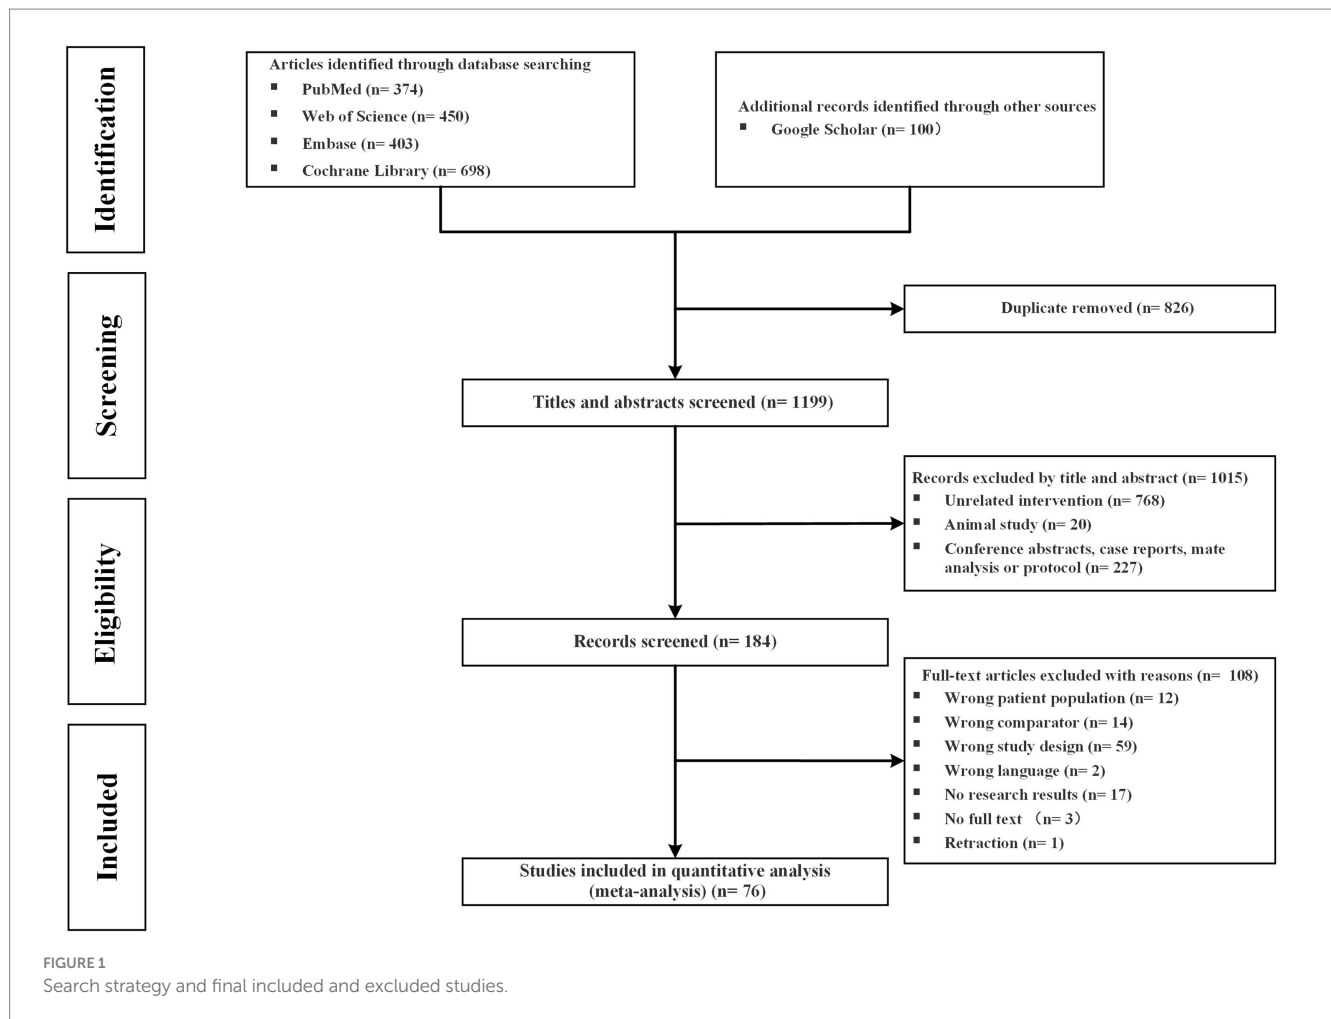 Identification
Articles identified through database searching
▪ PubMed (n= 374)
▪ Web of Science (n= 450)
▪ Embase (n= 403)
▪ Cochrane Library (n= 698)
Additional records identified through other sources
▪ Google Scholar (n= 100）
Screening
Duplicate removed (n= 826)
Titles and abstracts screened (n= 1199)
Records excluded by title and abstract (n= 1015)
▪ Unrelated intervention (n= 768)
▪ Animal study (n= 20)
▪ Conference abstracts, case reports, mate
analysis or protocol (n= 227)
Eligibility
Records screened (n= 184)
Full-text articles excluded with reasons (n= 108)
▪ Wrong patient population (n= 12)
▪ Wrong comparator (n= 14)
▪ Wrong study design (n= 59)
▪ Wrong language (n= 2)
▪ No research results (n= 17)
▪ No full text （n= 3）
▪ Retraction (n= 1)
Included
Studies included in quantitative analysis
(meta-analysis) (n= 76)
FIGURE 1
Search strategy and final included and excluded studies.